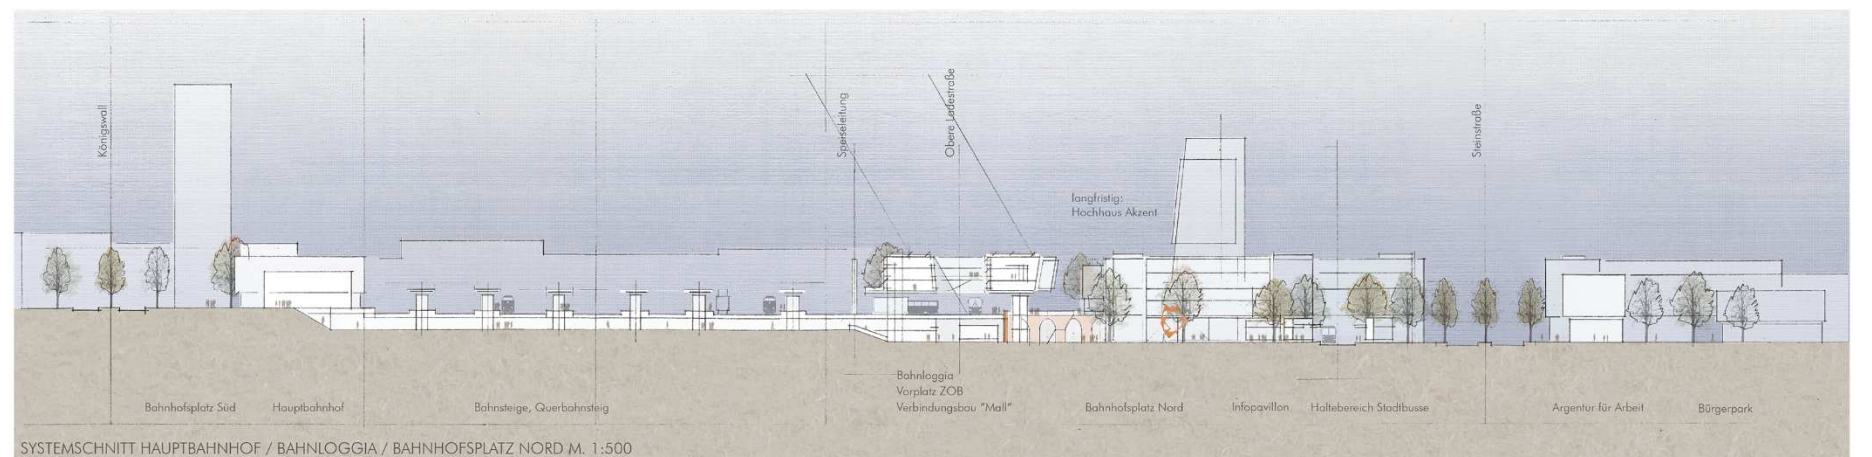 Königswall
Speiseleitung
Obere Ladestraße
Steinstraße
langfristig:
Hochhaus Akzent
Bahnhofsplatz Süd
Hauptbahnhof
Bahnsteige, Querbahnsteig
Bahnloggia
Vorplatz ZOB
Verbindungsbau "Mall"
Bahnhofsplatz Nord
Infopavillon
Haltebereich Stadtbusse
Argentur für Arbeit
Bürgerpark
SYSTEMSCHNITT HAUPTBAHNHOF / BAHNLOGGIA / BAHNHOFSPLATZ NORD M. 1:500